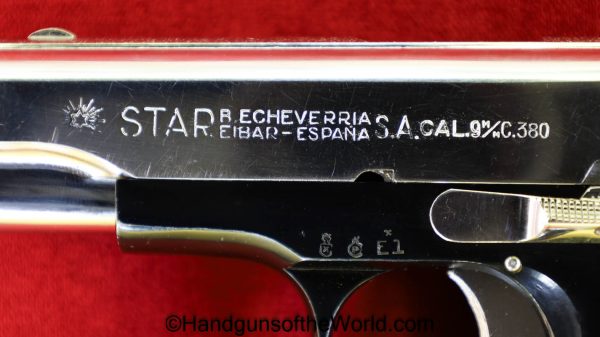 STAR B. ECHEVERRIA EIBAR-ESPAÑA S.A. CAL. 9m/m C.380
E1
©HandgunsoftheWorld.com